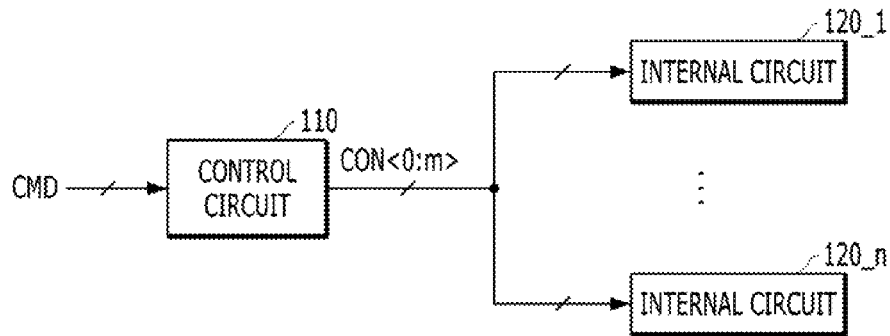 120_1
INTERNAL CIRCUIT
110
CMD
CONTROL
CIRCUIT
CON<0:m>
120_n
INTERNAL CIRCUIT